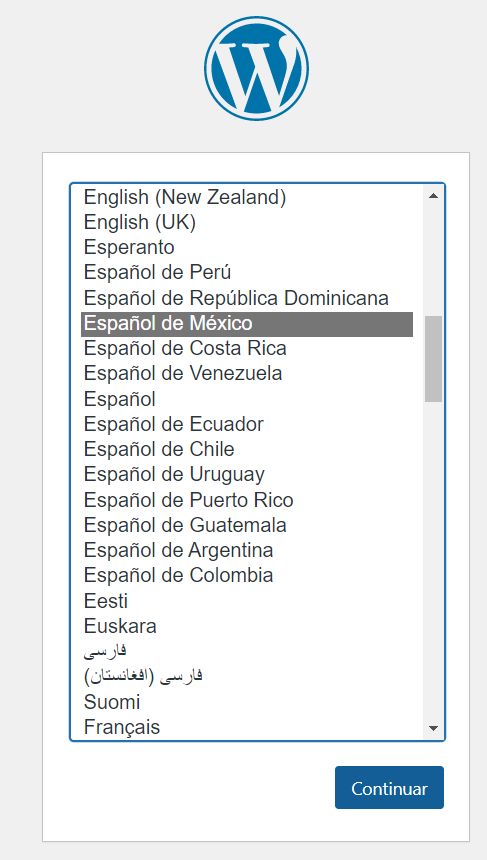 English (New Zealand)
English (UK)
Esperanto
Español de Perú
Español de República Dominicana
Español de México
Español de Costa Rica
Español de Venezuela
Español
Español de Ecuador
Español de Chile
Español de Uruguay
Español de Puerto Rico
Español de Guatemala
Español de Argentina
Español de Colombia
Eesti
Euskara
فارسی
(فارسی (افغانستان
Suomi
Français
Continuar